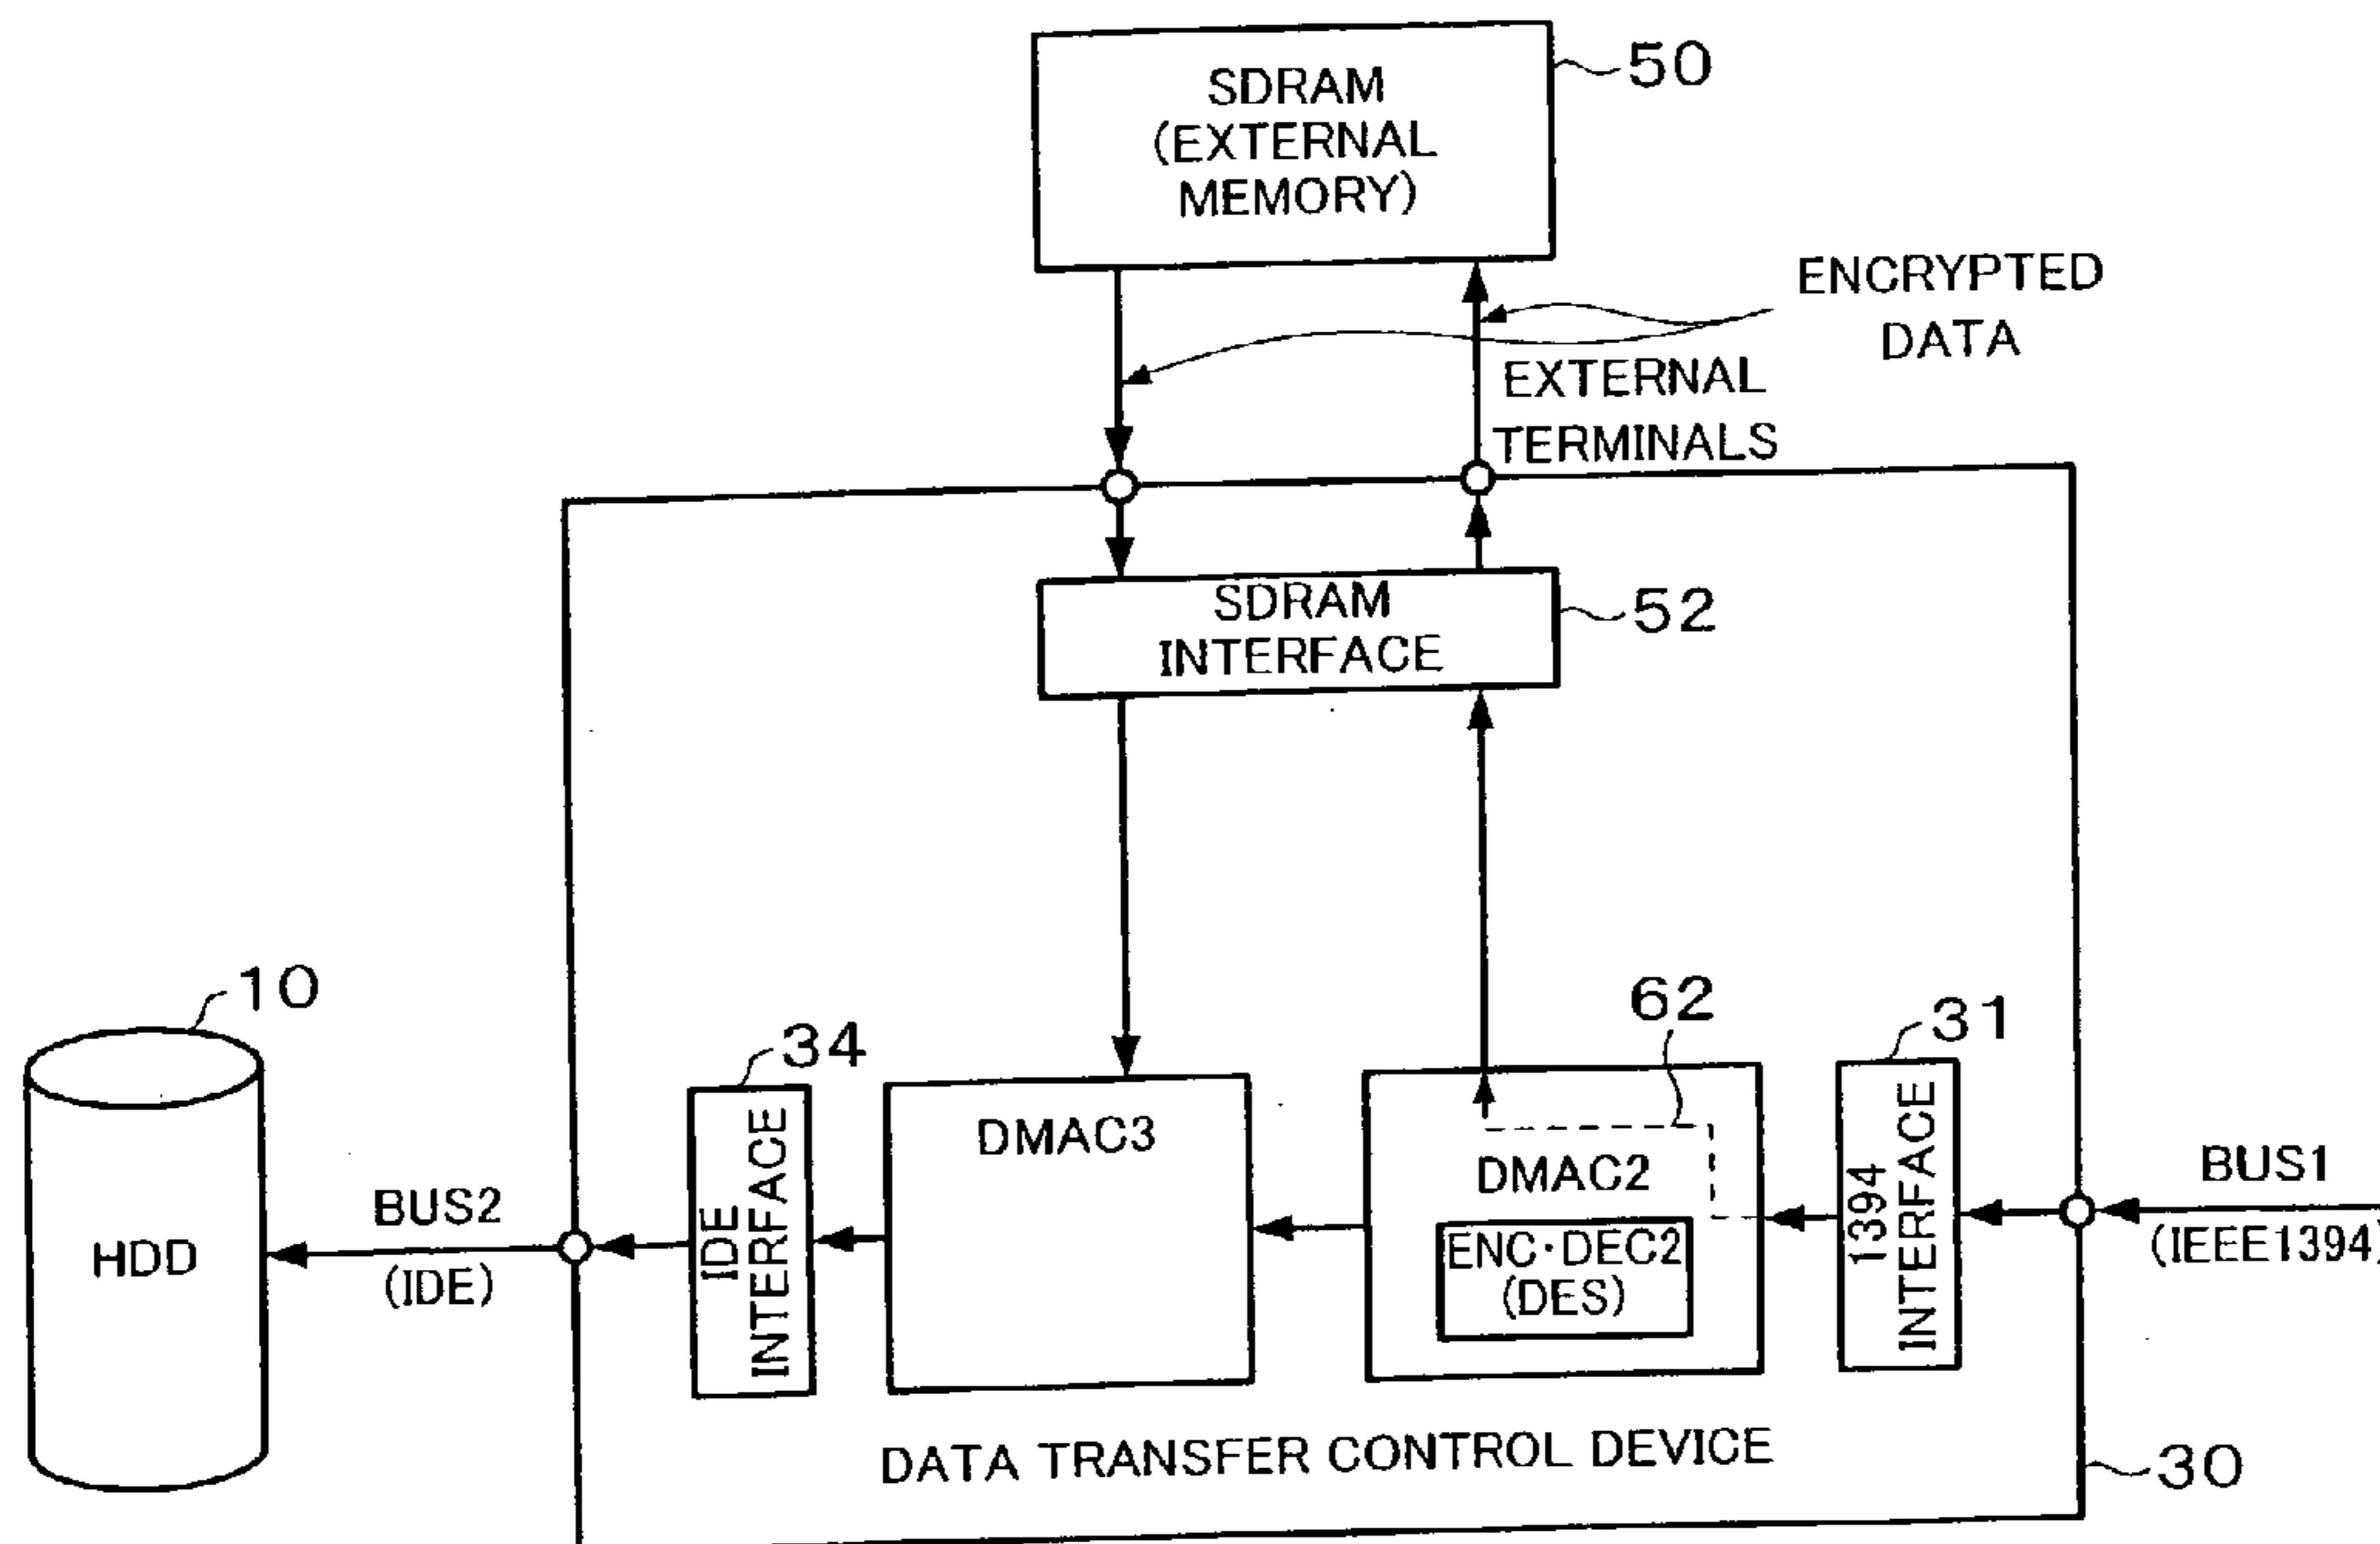 SDRAM
(EXTERNAL
MEMORY)
50
ENCRYPTED
DATA
EXTERNAL
TERMINALS
SDRAM
INTERFACE
52
10
HDD
BUS2
(IDE)
34
IDE
INTERFACE
DMAC3
62
DMAC2
ENC·DEC2
(DES)
31
1394
INTERFACE
BUS1
(IEEE1394)
DATA TRANSFER CONTROL DEVICE
30